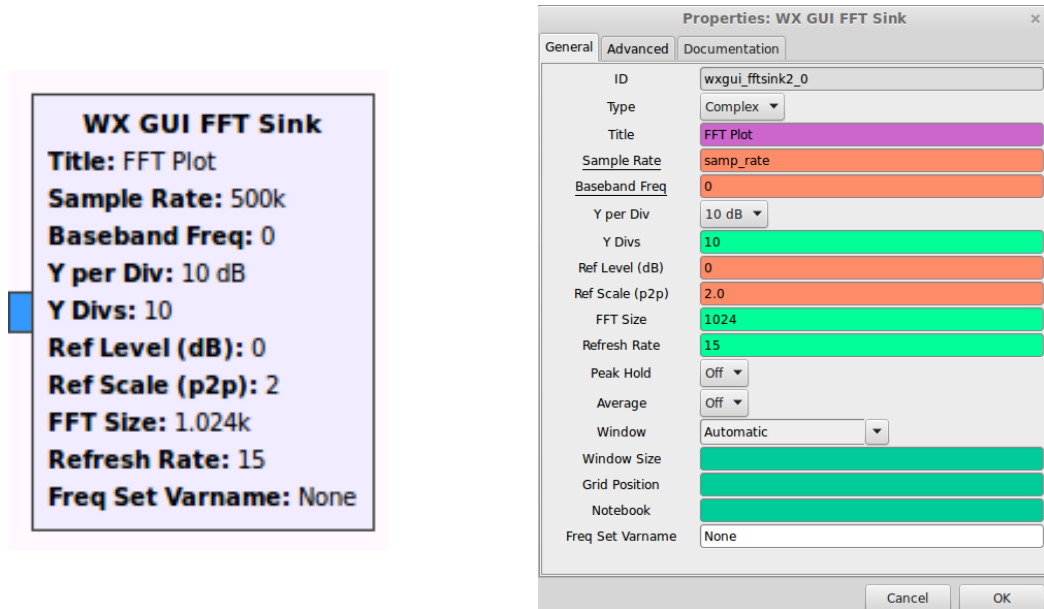 WX GUI FFT Sink
Title: FFT Plot
Sample Rate: 500k
Baseband Freq: 0
Y per Div: 10 dB
Y Divs: 10
Ref Level (dB): 0
Ref Scale (p2p): 2
FFT Size: 1.024k
Refresh Rate: 15
Freq Set Varname: None
Properties: WX GUI FFT Sink
General Advanced Documentation
ID wxgui_fftsink2_0
Type Complex
Title FFT Plot
Sample Rate samp_rate
Baseband Freq 0
Y per Div 10 dB
Y Divs 10
Ref Level (dB) 0
Ref Scale (p2p) 2.0
FFT Size 1024
Refresh Rate 15
Peak Hold Off
Average Off
Window Automatic
Window Size
Grid Position
Notebook
Freq Set Varname None
Cancel OK